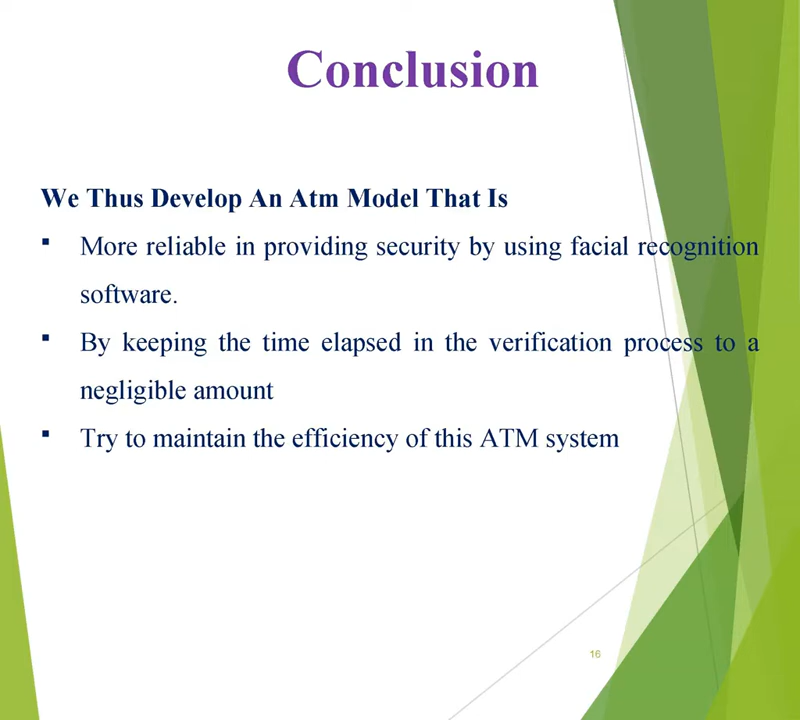 Conclusion
We Thus Develop An Atm Model That Is
▪ More reliable in providing security by using facial recognition
software.
▪ By keeping the time elapsed in the verification process to a
negligible amount
▪ Try to maintain the efficiency of this ATM system
16